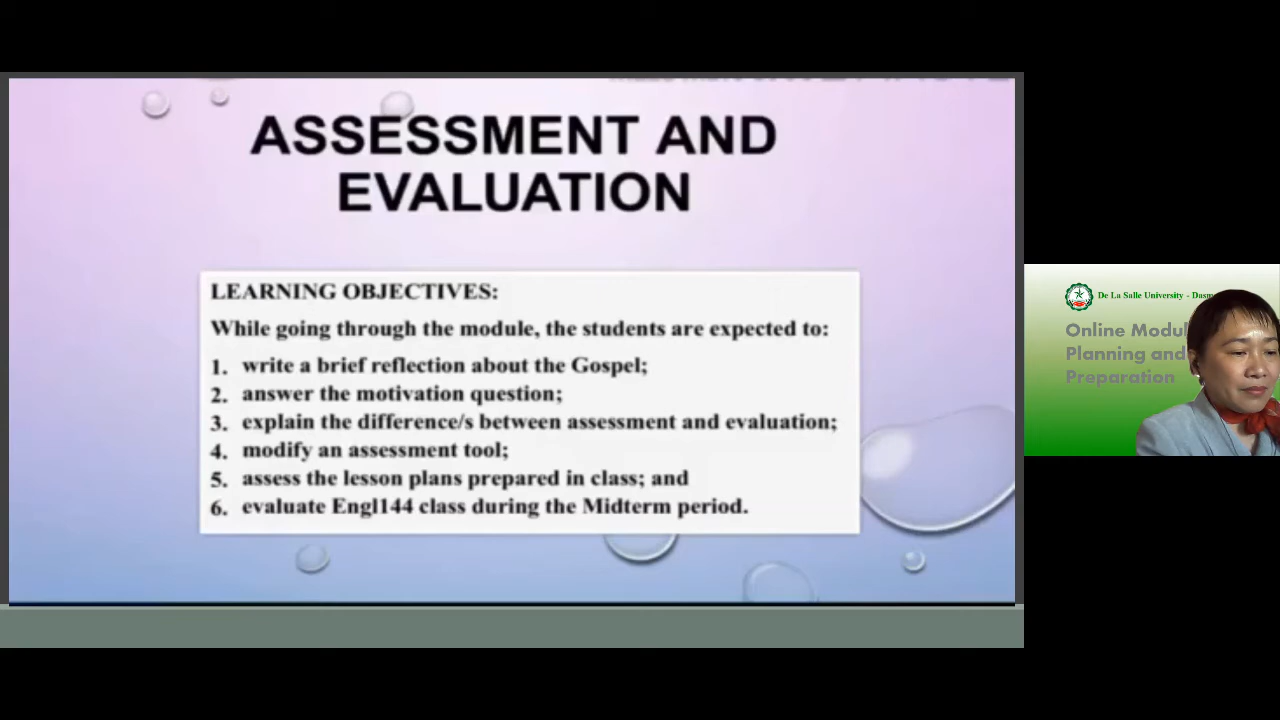 ASSESSMENT AND
EVALUATION
LEARNING OBJECTIVES:
While going through the module, the students are expected to:
1. write a brief reflection about the Gospel;
2. answer the motivation question;
3. explain the difference/s between assessment and evaluation;
4. modify an assessment tool;
5. assess the lesson plans prepared in class; and
6. evaluate Engl144 class during the Midterm period.
De La Salle University -
Online
Planning and
Preparation